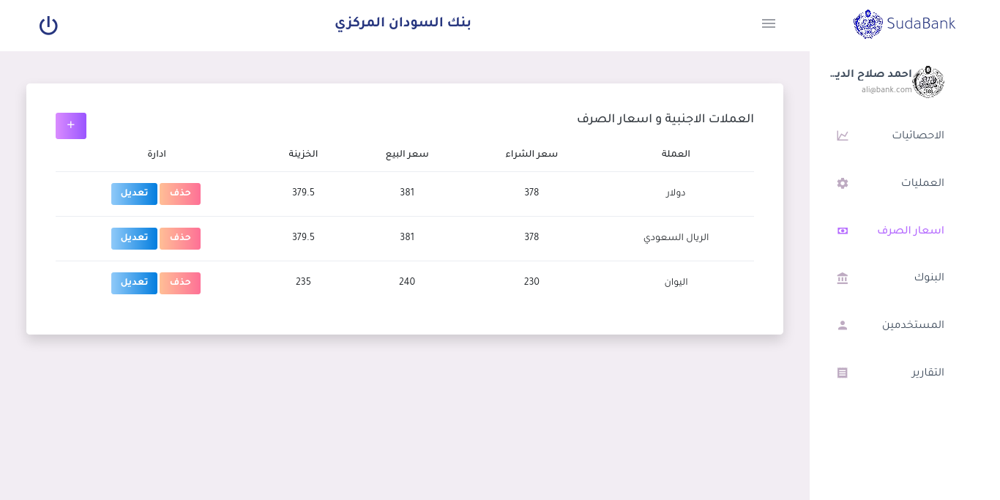 SudaBank
بنك السودان المركزي
احمد صلاح الديـ...
ali@bank.com
الاحصائيات
العمليات
اسعار الصرف
البنوك
المستخدمين
التقارير
العملات الاجنبية و اسعار الصرف
+
العملة سعر الشراء سعر البيع الخزينة ادارة
دولار 378 381 379.5 حذف تعديل
الريال السعودي 378 381 379.5 حذف تعديل
اليوان 230 240 235 حذف تعديل